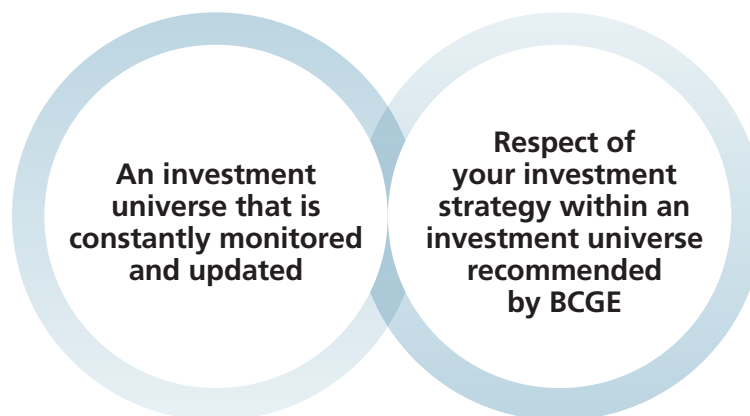 An investment
universe that is
constantly monitored
and updated
Respect of
your investment
strategy within an
investment universe
recommended
by BCGE